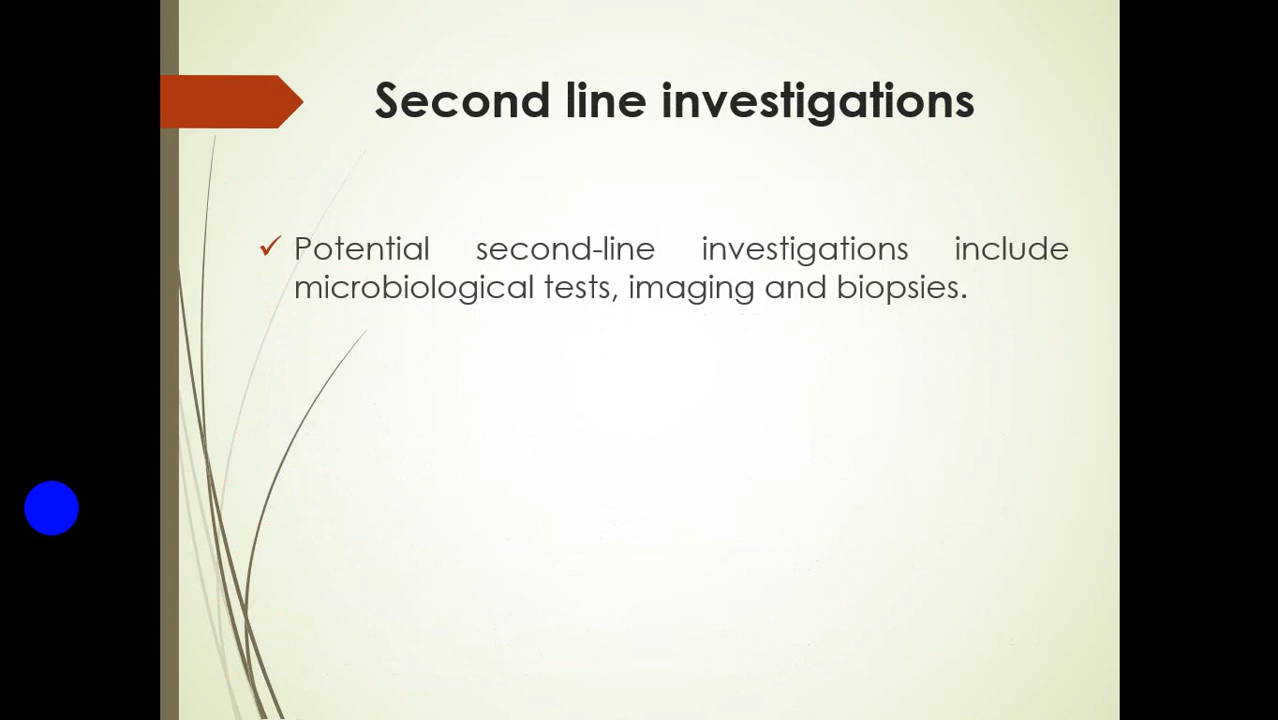 Second line investigations
Potential second-line investigations include
microbiological tests, imaging and biopsies.